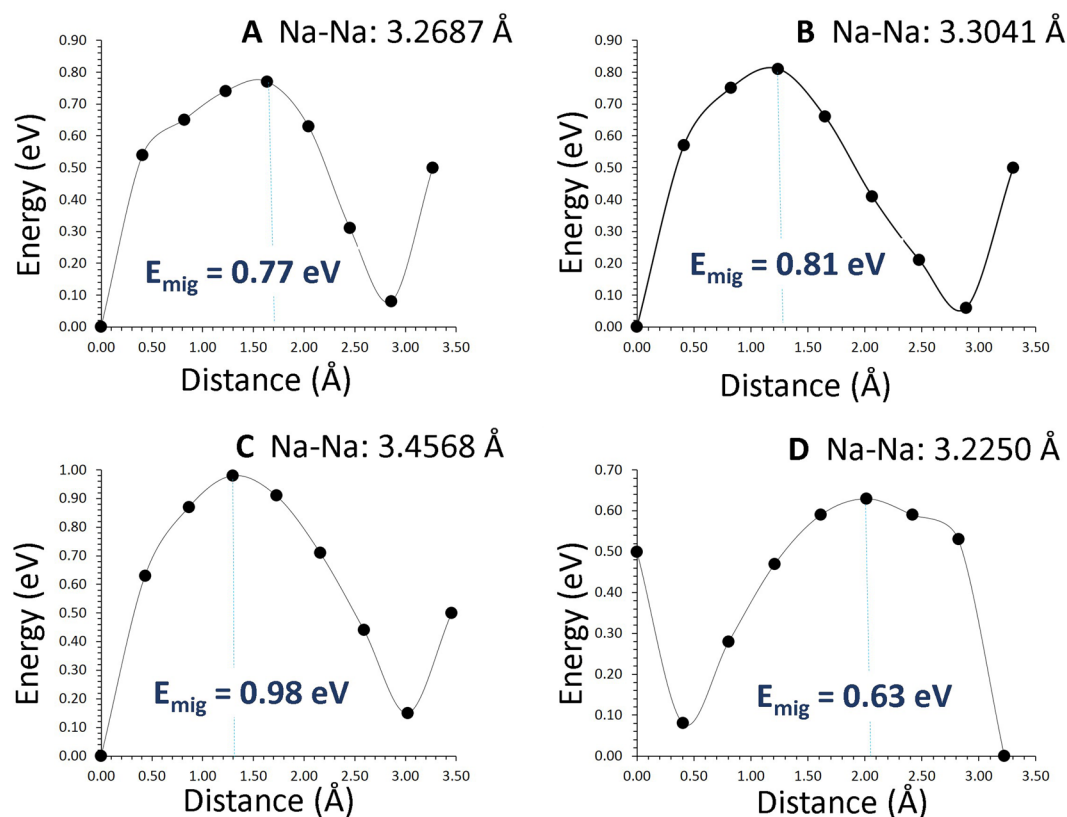 A Na-Na: 3.2687 Å
0.90
0.80
0.70
0.60
0.50
0.40
0.30
0.20
0.10
0.00
Energy (eV)
E_mig = 0.77 eV
0.00 0.50 1.00 1.50 2.00 2.50 3.00 3.50
Distance (Å)
B Na-Na: 3.3041 Å
0.90
0.80
0.70
0.60
0.50
0.40
0.30
0.20
0.10
0.00
Energy (eV)
E_mig = 0.81 eV
0.00 0.50 1.00 1.50 2.00 2.50 3.00 3.50
Distance (Å)
C Na-Na: 3.4568 Å
1.00
0.90
0.80
0.70
0.60
0.50
0.40
0.30
0.20
0.10
0.00
Energy (eV)
E_mig = 0.98 eV
0.00 0.50 1.00 1.50 2.00 2.50 3.00 3.50
Distance (Å)
D Na-Na: 3.2250 Å
0.70
0.60
0.50
0.40
0.30
0.20
0.10
0.00
Energy (eV)
E_mig = 0.63 eV
0.00 0.50 1.00 1.50 2.00 2.50 3.00 3.50
Distance (Å)